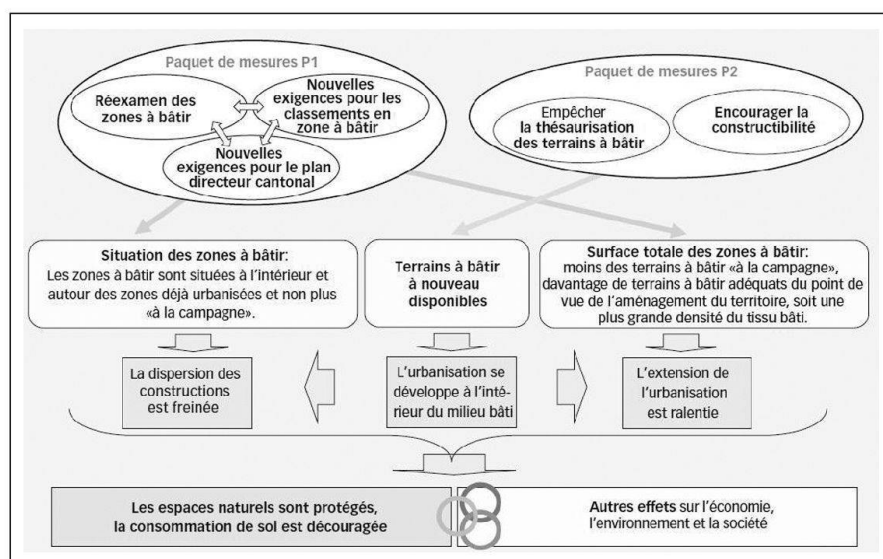 Paquet de mesures P1
Réexamen des
zones à bâtir
Nouvelles
exigences pour les
classements en
zone à bâtir
Nouvelles
exigences pour le plan
directeur cantonal
Paquet de mesures P2
Empêcher
la thésaurisation
des terrains à bâtir
Encourager la
constructibilité
Situation des zones à bâtir:
Les zones à bâtir sont situées à l'intérieur et
autour des zones déjà urbanisées et non plus
«à la campagne».
Terrains à bâtir
à nouveau
disponibles
Surface totale des zones à bâtir:
moins des terrains à bâtir «à la campagne»,
davantage de terrains à bâtir adéquats du point de
vue de l'aménagement du territoire, soit une
plus grande densité du tissu bâti.
La dispersion des
constructions
est freinée
L'urbanisation se
développe à l'inté-
rieur du milieu bâti
L'extension de
l'urbanisation
est ralentie
Les espaces naturels sont protégés,
la consommation de sol est découragée
Autres effets sur l'économie,
l'environnement et la société